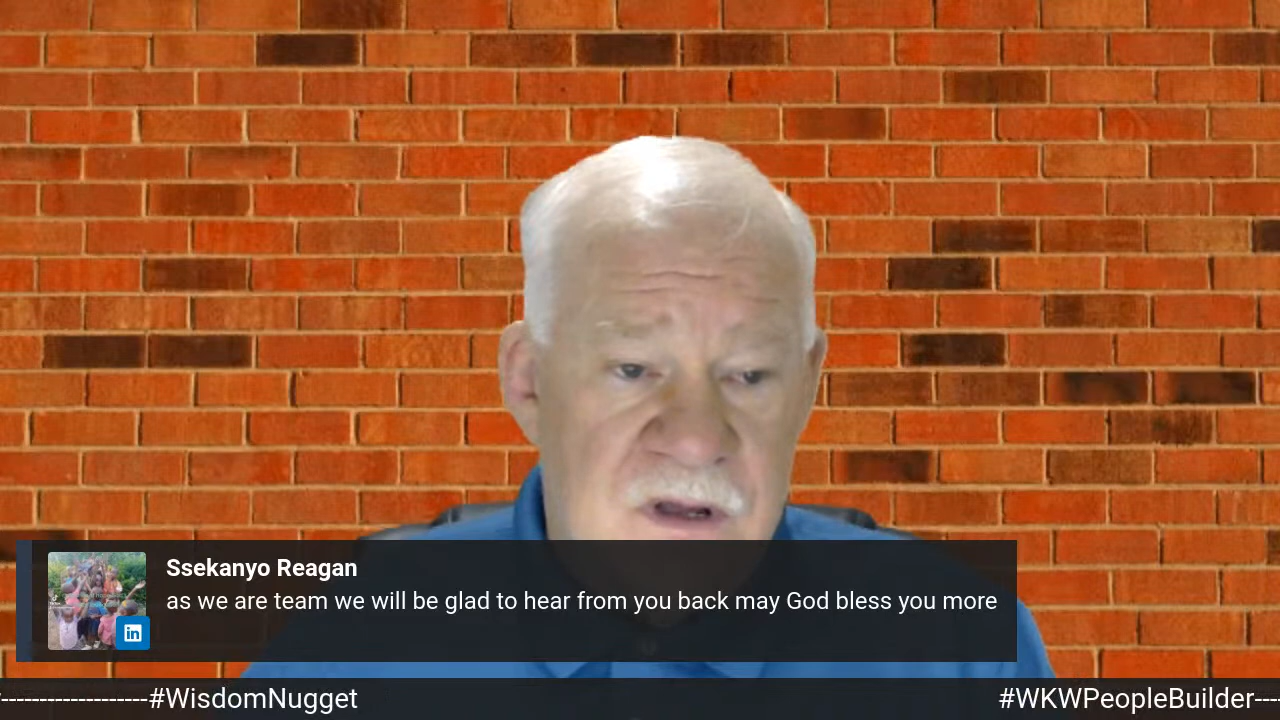 Ssekanyo Reagan
as we are team we will be glad to hear from you back may God bless you more
in
-------------------#WisdomNugget
#WKWPeopleBuilder----